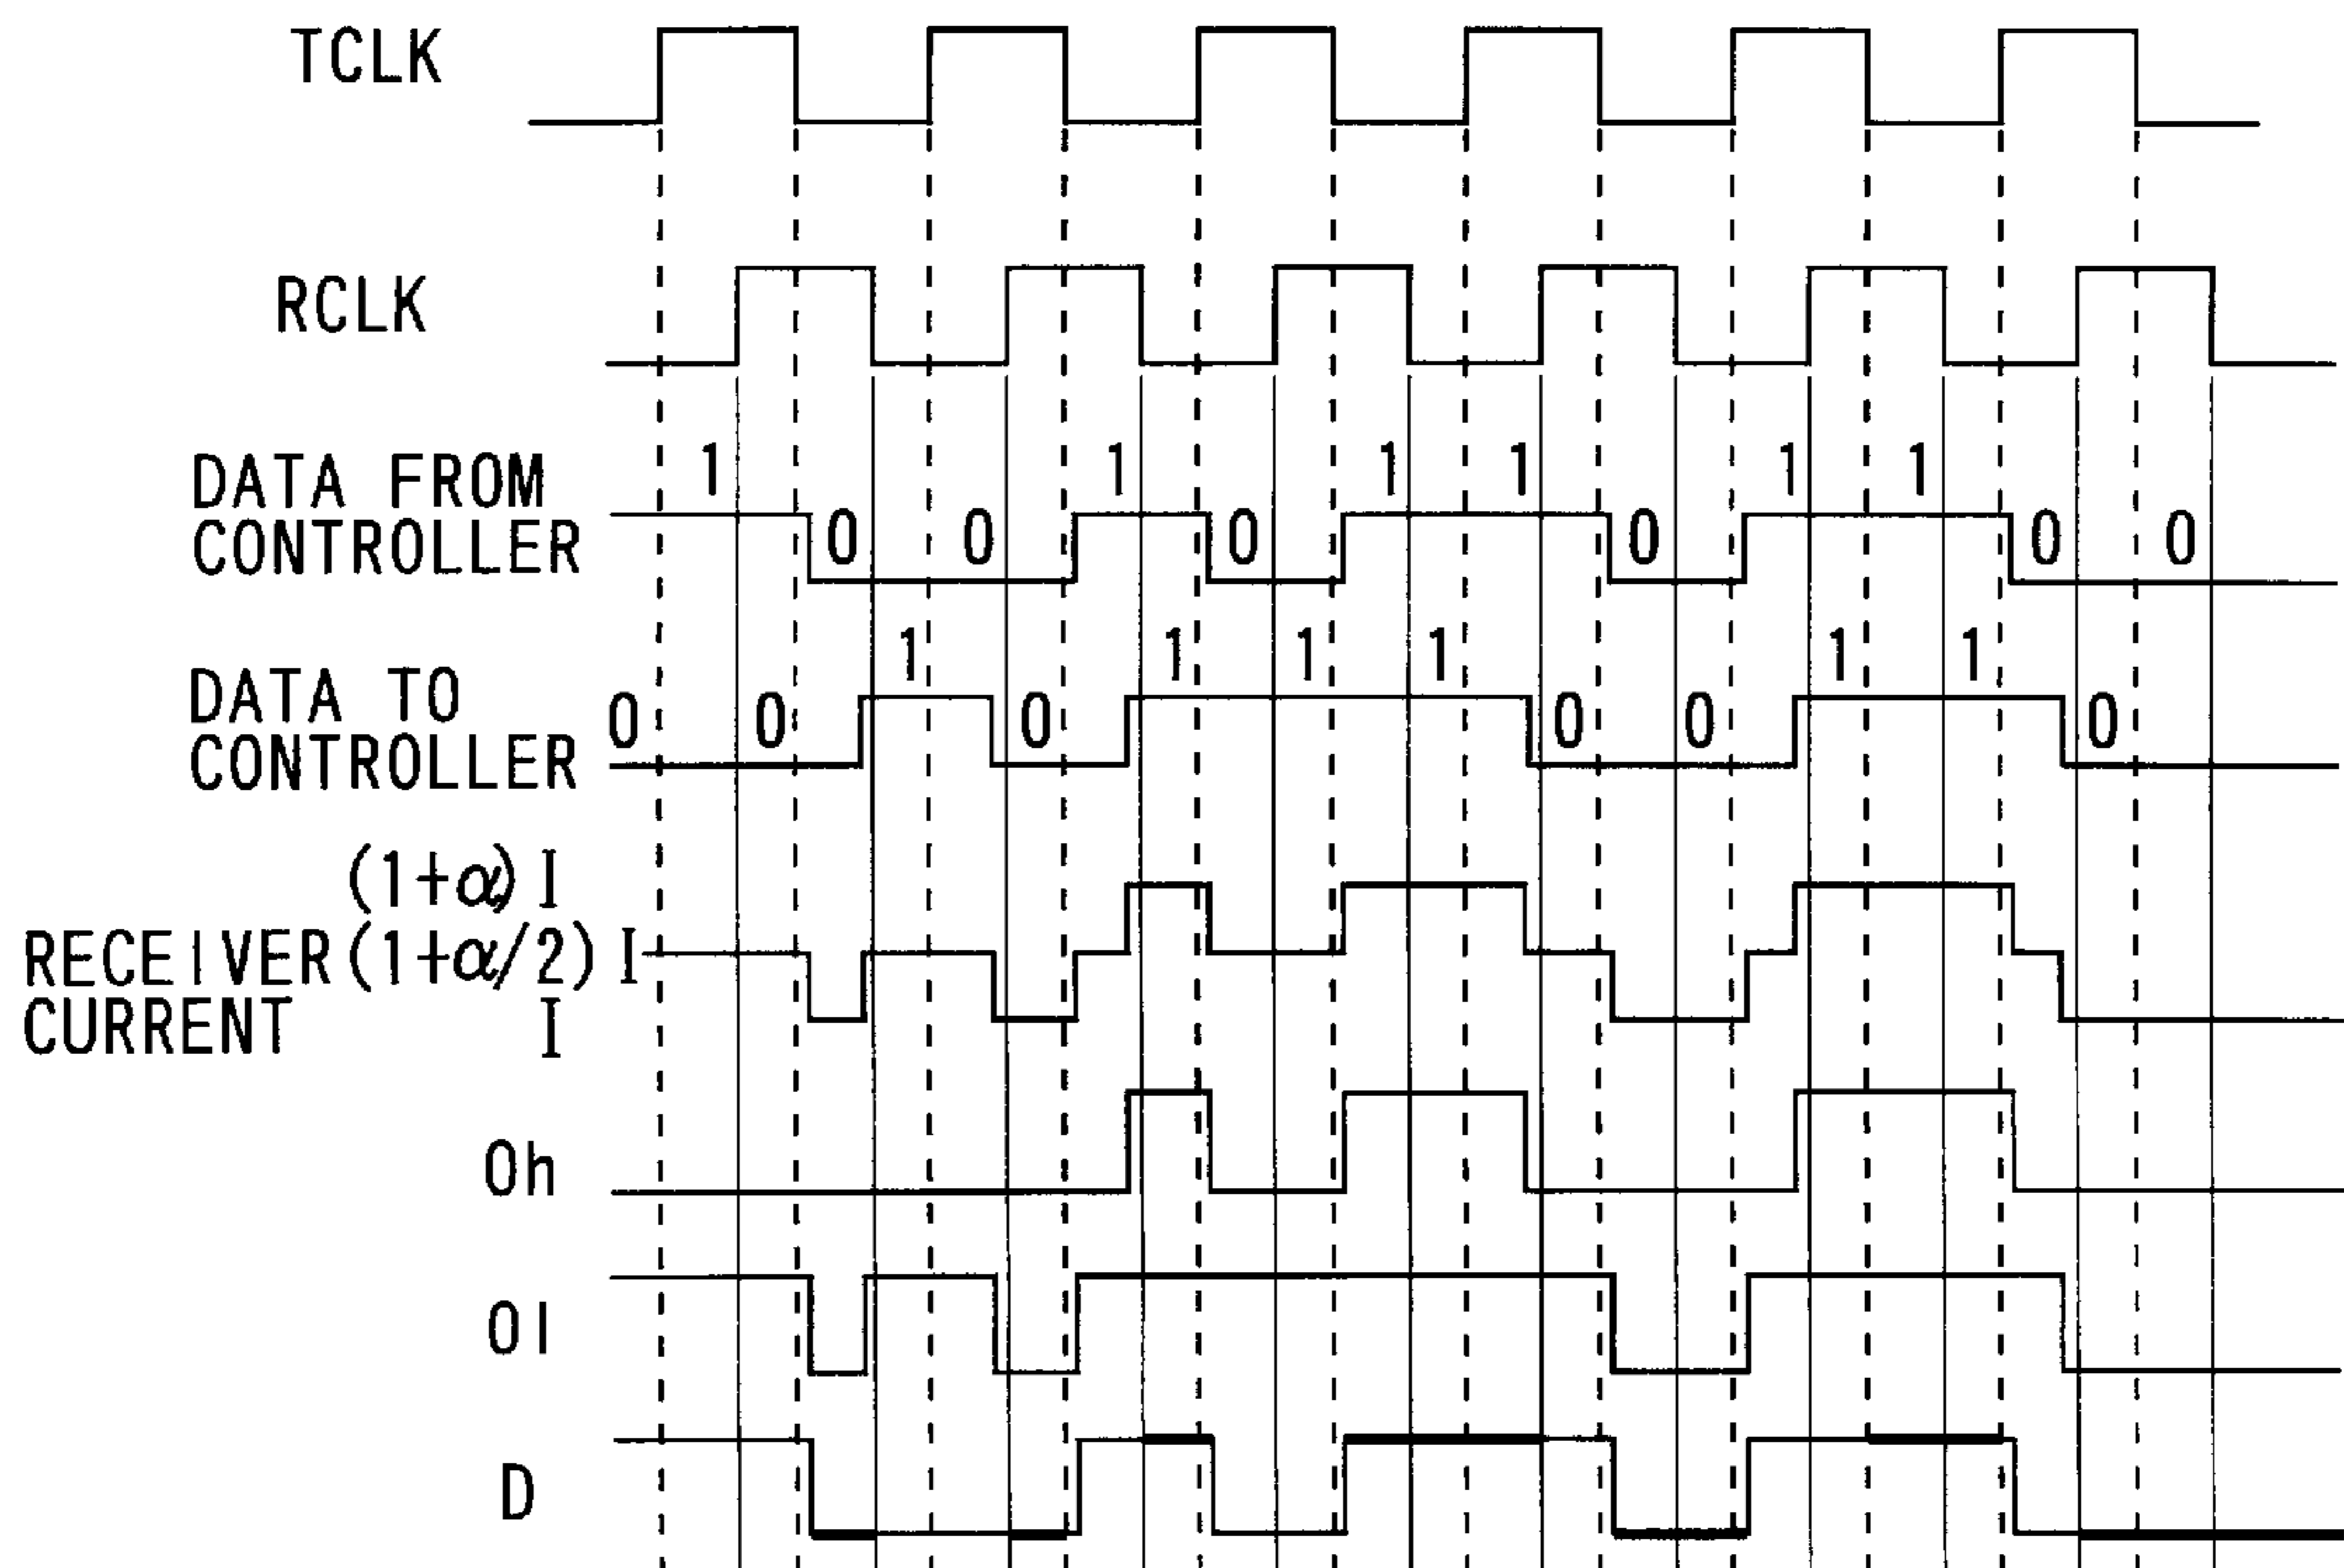 TCLK
RCLK
1 1 1 1 1 1
DATA FROM
CONTROLLER
0 0 0 0 0 0
1 1 1 1 1 1
DATA TO
CONTROLLER
0 0 0 0 0 0
(1+α)I
RECEIVER (1+α/2)I
CURRENT I
Oh
Ol
D